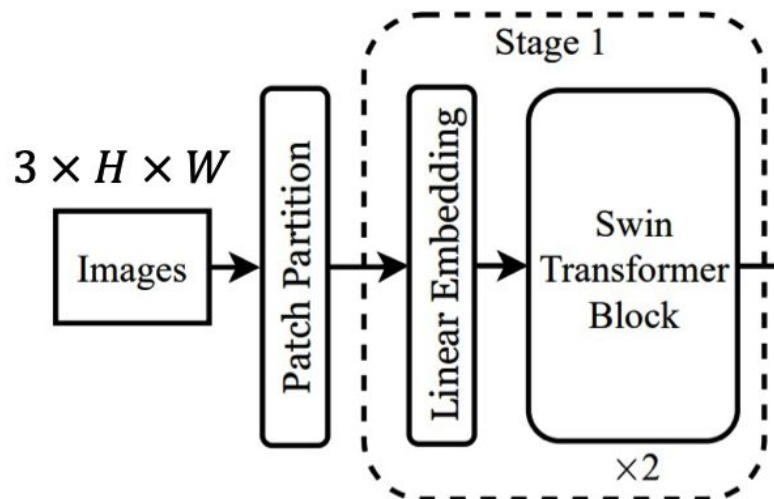 Stage 1
3 × H × W
Images
Patch Partition
Linear Embedding
Swin
Transformer
Block
×2